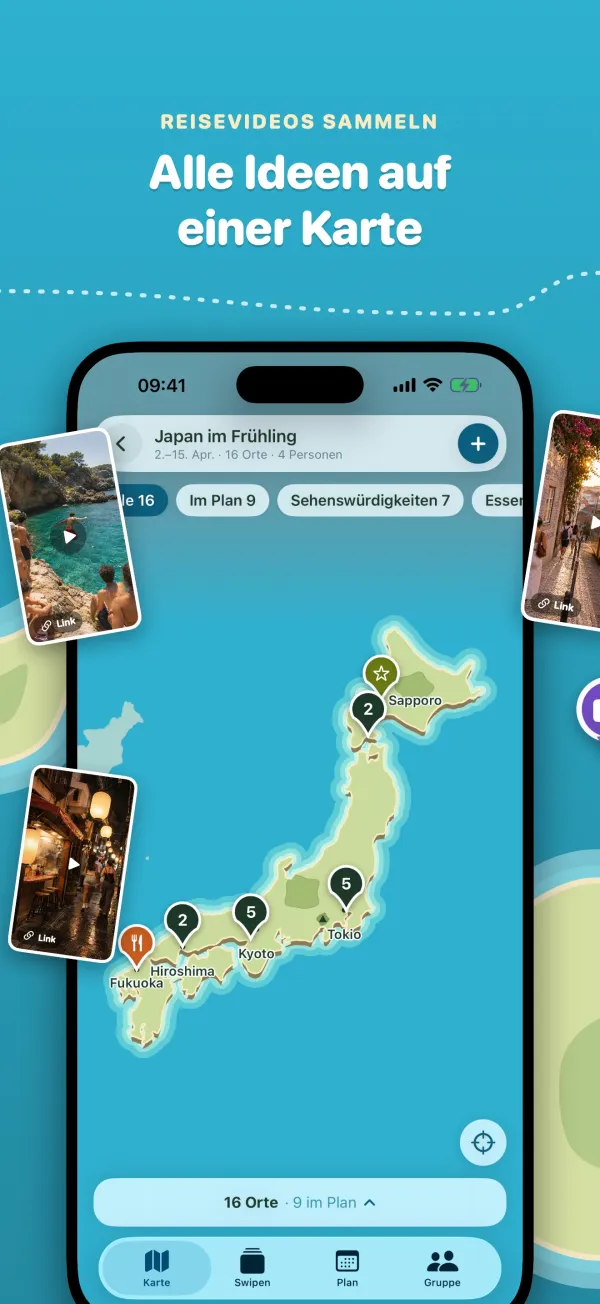 REISEVIDEOS SAMMELN
Alle Ideen auf
einer Karte
09:41
Japan im Frühling
2.–15. Apr. · 16 Orte · 4 Personen
le 16
Im Plan 9
Sehenswürdigkeiten 7
Essen
Link
Link
Sapporo
2
5
Tokio
5
Kyoto
2
Hiroshima
Fukuoka
Link
16 Orte · 9 im Plan
Karte
Swipen
Plan
Gruppe